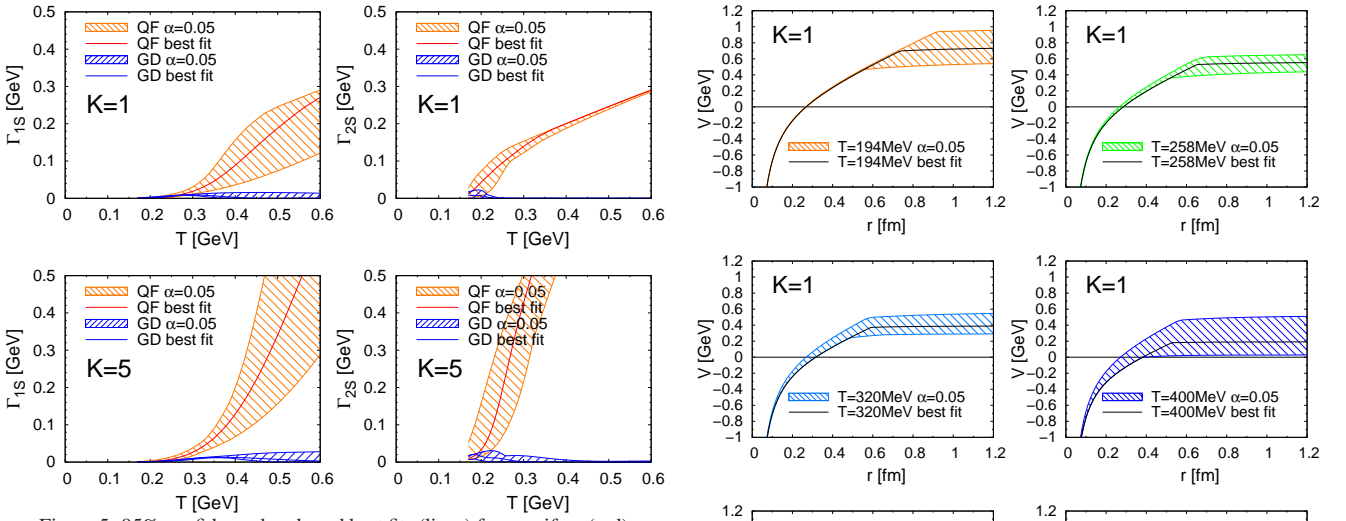 QF α=0.05
QF best fit
GD α=0.05
GD best fit
K=1
Γ1S [GeV]
0.5
0.4
0.3
0.2
0.1
0
0 0.1 0.2 0.3 0.4 0.5 0.6
T [GeV]
QF α=0.05
QF best fit
GD α=0.05
GD best fit
K=1
Γ2S [GeV]
0.5
0.4
0.3
0.2
0.1
0
0 0.1 0.2 0.3 0.4 0.5 0.6
T [GeV]
K=1
V [GeV]
1.2
1
0.8
0.6
0.4
0.2
0
−0.2
−0.4
−0.6
−0.8
−1
T=194MeV α=0.05
T=194MeV best fit
0 0.2 0.4 0.6 0.8 1 1.2
r [fm]
K=1
V [GeV]
1.2
1
0.8
0.6
0.4
0.2
0
−0.2
−0.4
−0.6
−0.8
−1
T=258MeV α=0.05
T=258MeV best fit
0 0.2 0.4 0.6 0.8 1 1.2
r [fm]
QF α=0.05
QF best fit
GD α=0.05
GD best fit
K=5
Γ1S [GeV]
0.5
0.4
0.3
0.2
0.1
0
0 0.1 0.2 0.3 0.4 0.5 0.6
T [GeV]
QF α=0.05
QF best fit
GD α=0.05
GD best fit
K=5
Γ2S [GeV]
0.5
0.4
0.3
0.2
0.1
0
0 0.1 0.2 0.3 0.4 0.5 0.6
T [GeV]
K=1
V [GeV]
1.2
1
0.8
0.6
0.4
0.2
0
−0.2
−0.4
−0.6
−0.8
−1
T=320MeV α=0.05
T=320MeV best fit
0 0.2 0.4 0.6 0.8 1 1.2
r [fm]
K=1
V [GeV]
1.2
1
0.8
0.6
0.4
0.2
0
−0.2
−0.4
−0.6
−0.8
−1
T=400MeV α=0.05
T=400MeV best fit
0 0.2 0.4 0.6 0.8 1 1.2
r [fm]
1.2
1.2